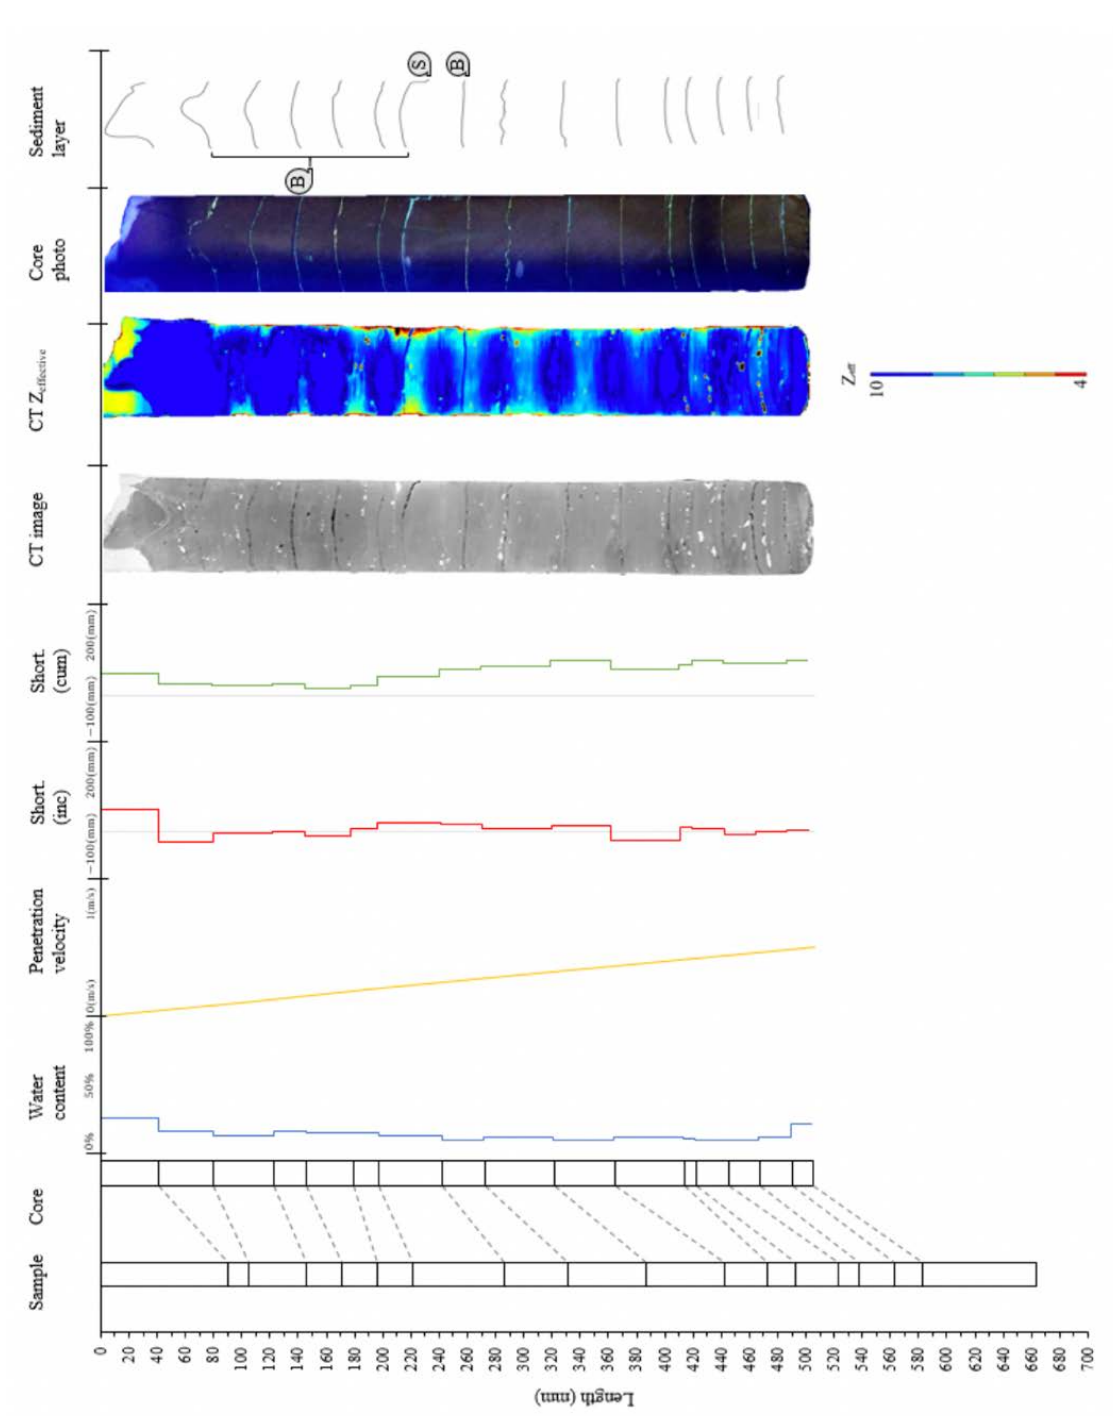 Sediment
layer
S
B
B
Core
photo
CT Zeffective
Zeff
10
4
CT image
Short.
(cum)
-100(mm)
200(mm)
Short.
(inc)
-100(mm)
200(mm)
Penetration
velocity
0(m/s)
1(m/s)
Water
content
0%
50%
100%
Core
Sample
0
20
40
60
80
100
120
140
160
180
200
220
240
260
280
300
320
340
360
380
400
420
440
460
480
500
520
540
560
580
600
620
640
660
680
700
Length (mm)